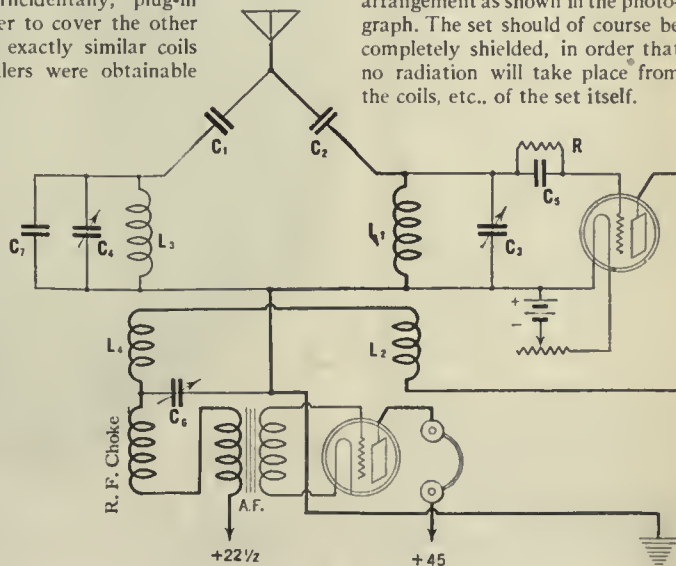 Incidentally, plug-in
er to cover the other
exactly similar coils
lers were obtainable
arrangement as shown in the photo-
graph. The set should of course be
completely shielded, in order that
no radiation will take place from
the coils, etc., of the set itself.
C1
C2
R
C5
C7
C4
L3
L1
C3
+
−
L4
L2
C6
R. F. Choke
A.F.
+22½
+45